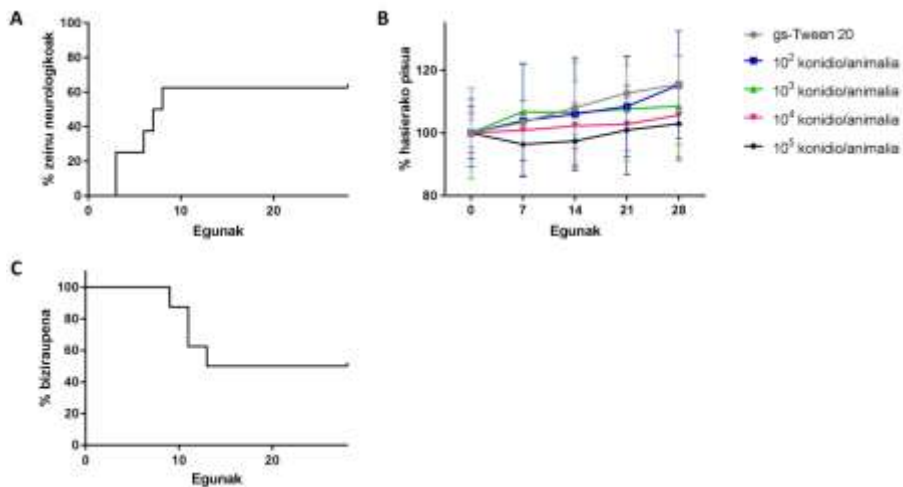 A
% zeinu neurologikoak
100
80
60
40
20
0
0 10 20
Egunak
B
% hasierako pisua
120
100
80
0 7 14 21 28
Egunak
gs-Tween 20
10² konidio/animalia
10³ konidio/animalia
10⁴ konidio/animalia
10⁵ konidio/animalia
C
% biziraupena
100
80
60
40
20
0
0 10 20
Egunak